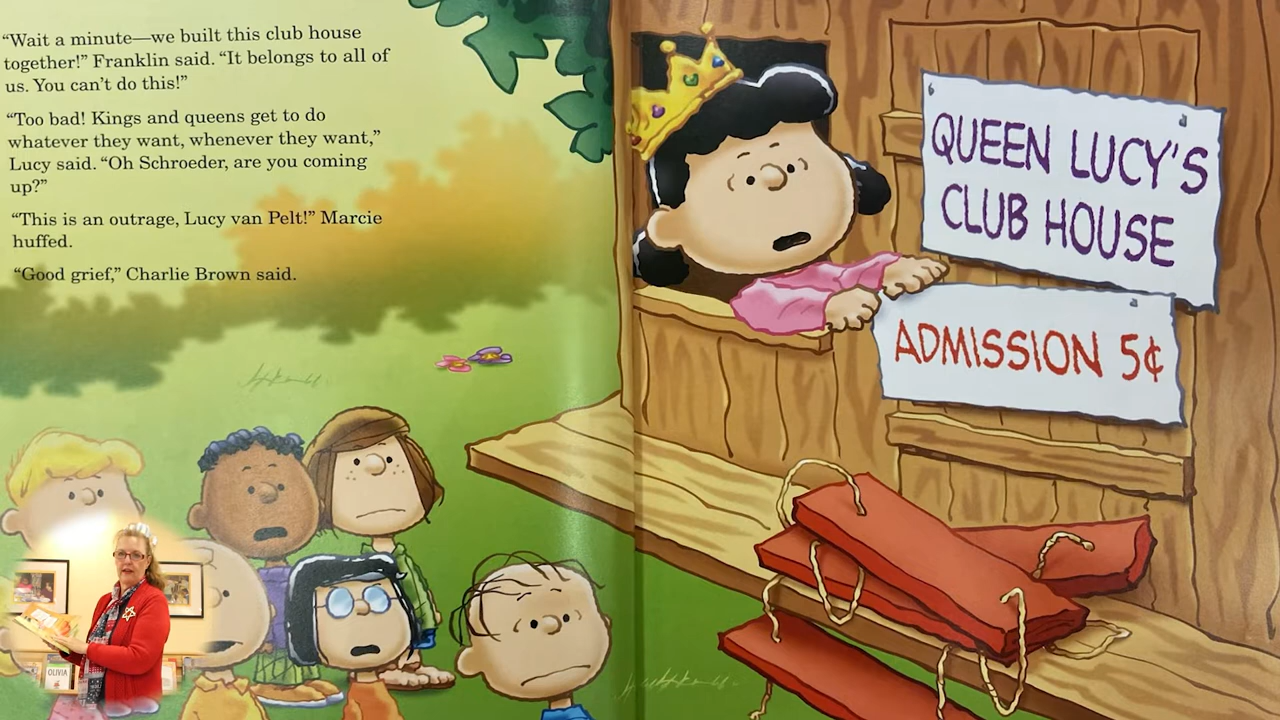 “Wait a minute—we built this club house
together!” Franklin said. “It belongs to all of
us. You can’t do this!”
“Too bad! Kings and queens get to do
whatever they want, whenever they want,”
Lucy said. “Oh Schroeder, are you coming
up?”
“This is an outrage, Lucy van Pelt!” Marcie
huffed.
“Good grief,” Charlie Brown said.
QUEEN LUCY'S
CLUB HOUSE
ADMISSION 5¢
OLIVIA